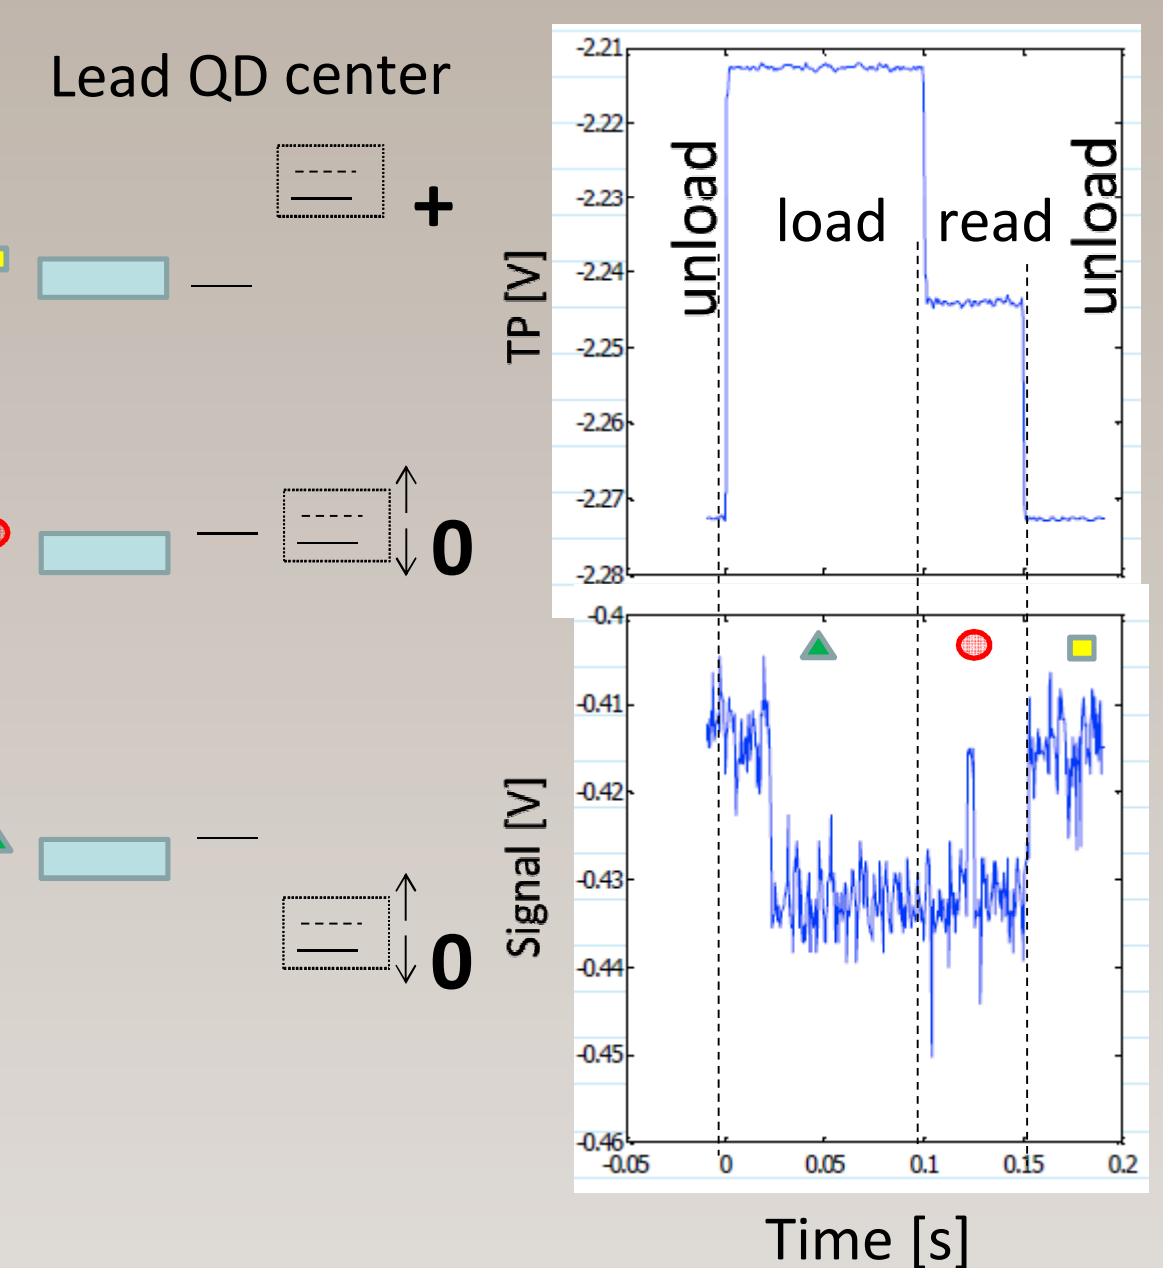 Lead QD center
+
0
0
TP [V]
-2.21
-2.22
-2.23
-2.24
-2.25
-2.26
-2.27
-2.28
unload
load
read
unload
Signal [V]
-0.4
-0.41
-0.42
-0.43
-0.44
-0.45
-0.46
-0.05 0 0.05 0.1 0.15 0.2
Time [s]